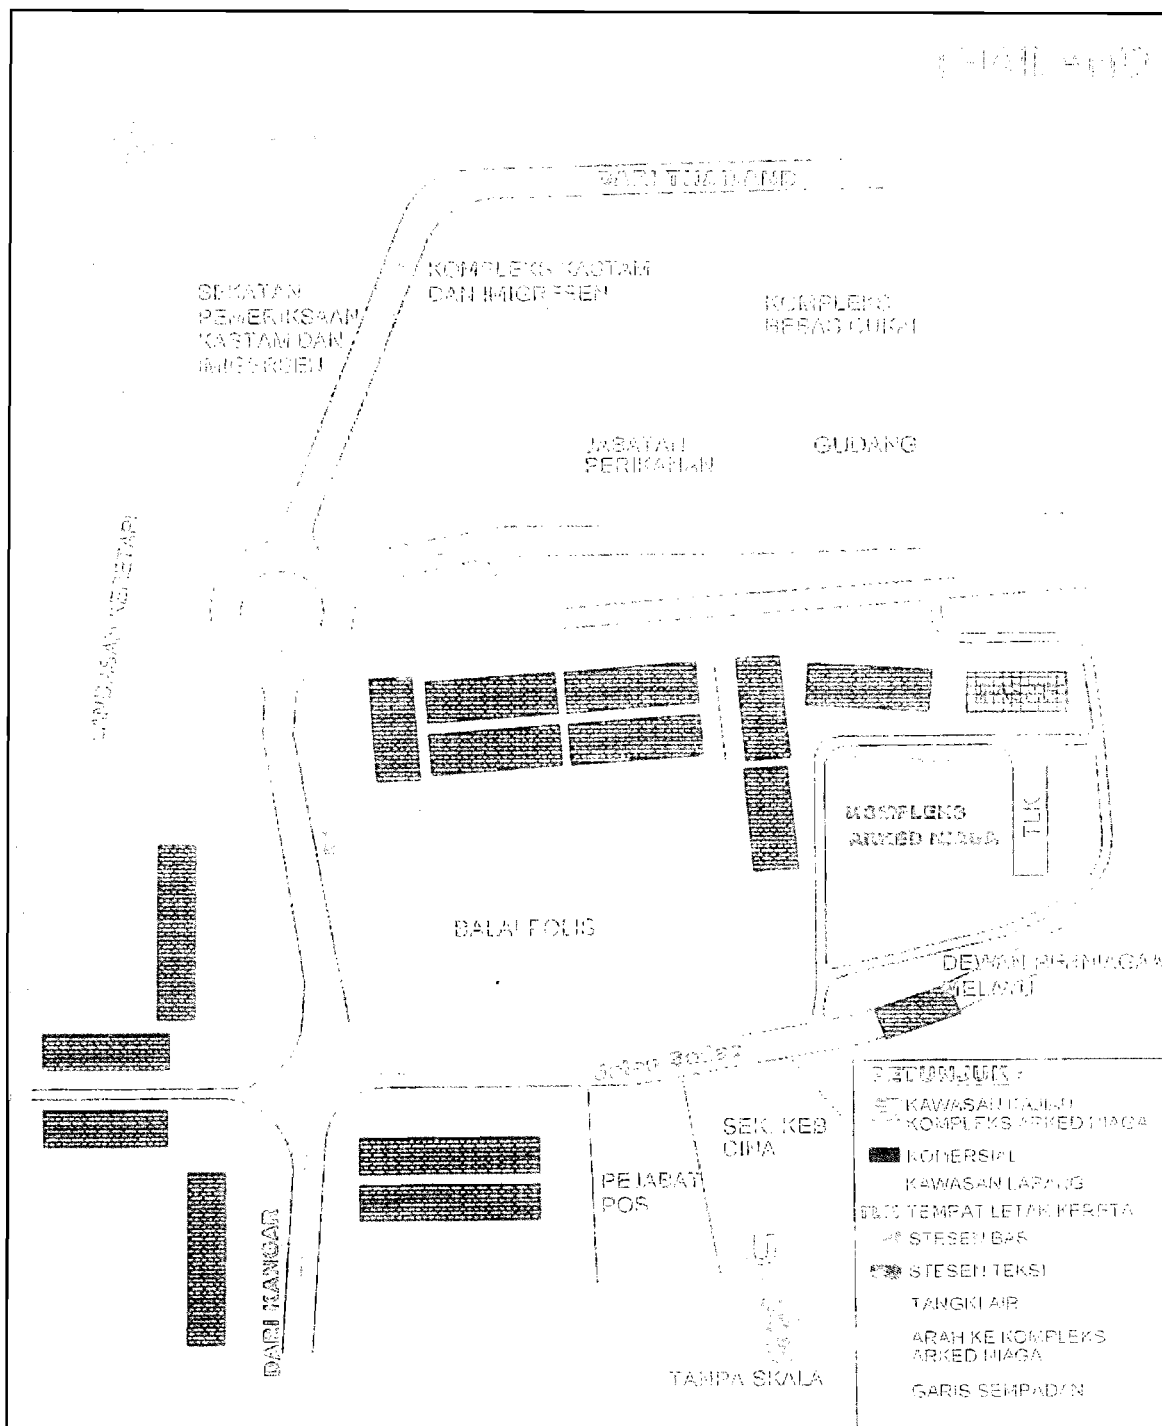 DARI THAILAND
KOMPLEKS KASTAM
DAN IMIGRESEN
SEKATAN
PEMERIKSAAN
KASTAM DAN
KOMPLEKS
BEBAS CUKAI
JABATAN
PERIKANAN
GUDANG
LANDASAN KERETAPI
KOMPLEKS
ARKED NIAGA
TLK
BALAI POLIS
DEWAN PERNIAGAAN
MELAYU
SEK. KEB
CINA
PEJABAT
POS
DARI KANGAR
TANPA SKALA
PETUNJUK :
KAWASAN KAJIAN
KOMPLEKS ARKED NIAGA
KOMERSIAL
KAWASAN LAPANG
TEMPAT LETAK KERETA
STESEN BAS
STESEN TEKSI
TANGKI AIR
ARAH KE KOMPLEKS
ARKED NIAGA
GARIS SEMPADAN